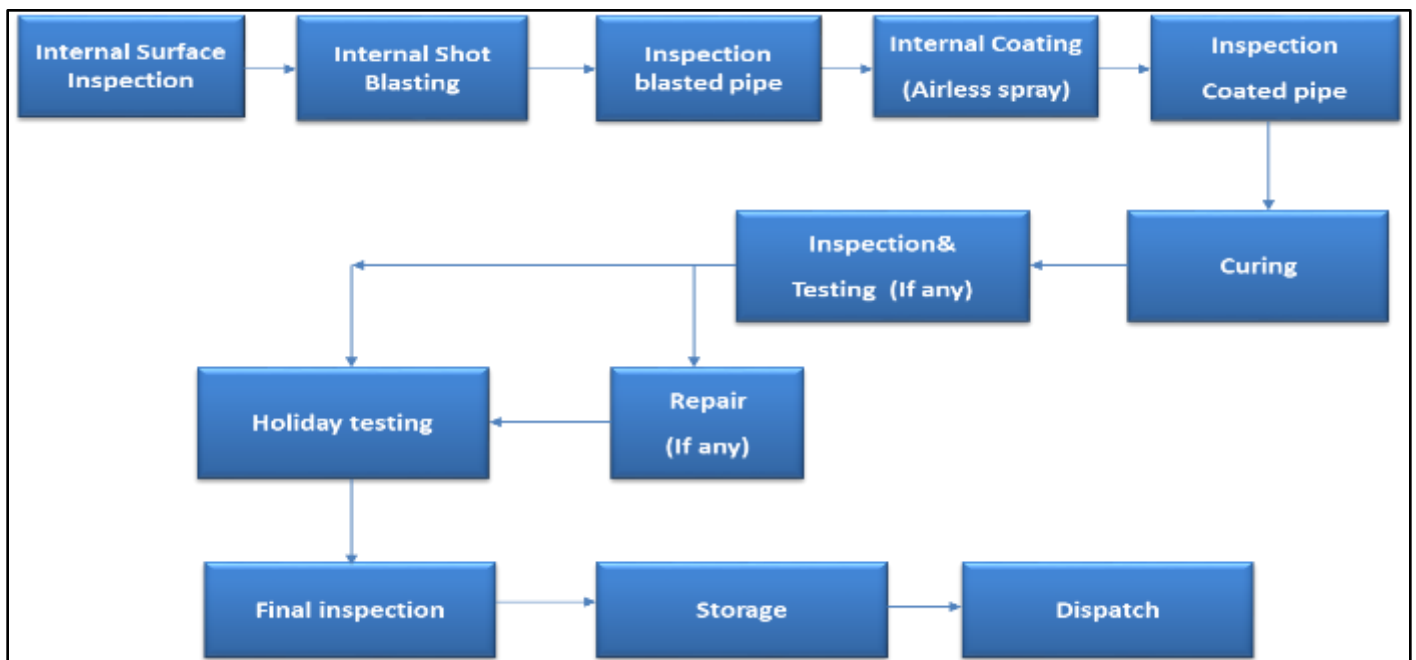 Internal Surface
Inspection
Internal Shot
Blasting
Inspection
blasted pipe
Internal Coating
(Airless spray)
Inspection
Coated pipe
Inspection&
Testing (If any)
Curing
Holiday testing
Repair
(If any)
Final inspection
Storage
Dispatch